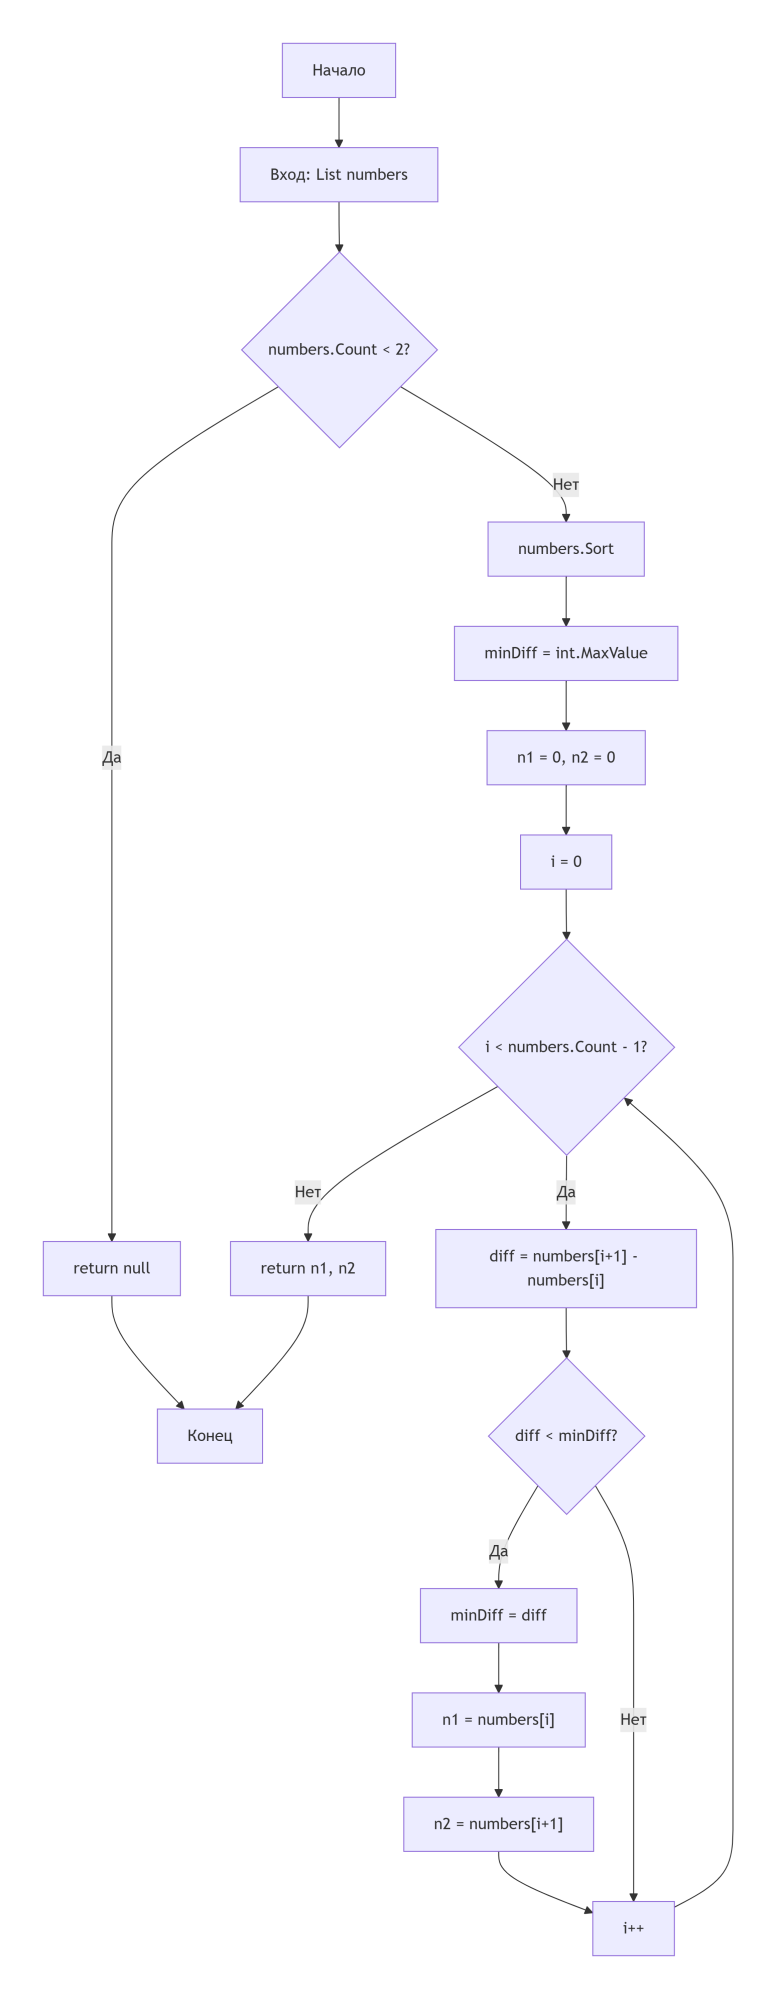 Начало
Вход: List numbers
numbers.Count < 2?
Нет
numbers.Sort
minDiff = int.MaxValue
Да
n1 = 0, n2 = 0
i = 0
i < numbers.Count - 1?
Нет
Да
return null
return n1, n2
diff = numbers[i+1] -
numbers[i]
Конец
diff < minDiff?
Да
minDiff = diff
n1 = numbers[i]
Нет
n2 = numbers[i+1]
i++